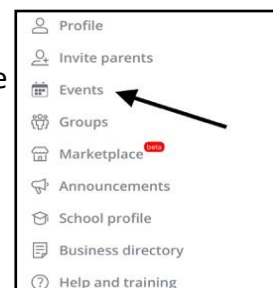 Profile
Invite parents
e
Events
Groups
Marketplace beta
Announcements
School profile
Business directory
Help and training